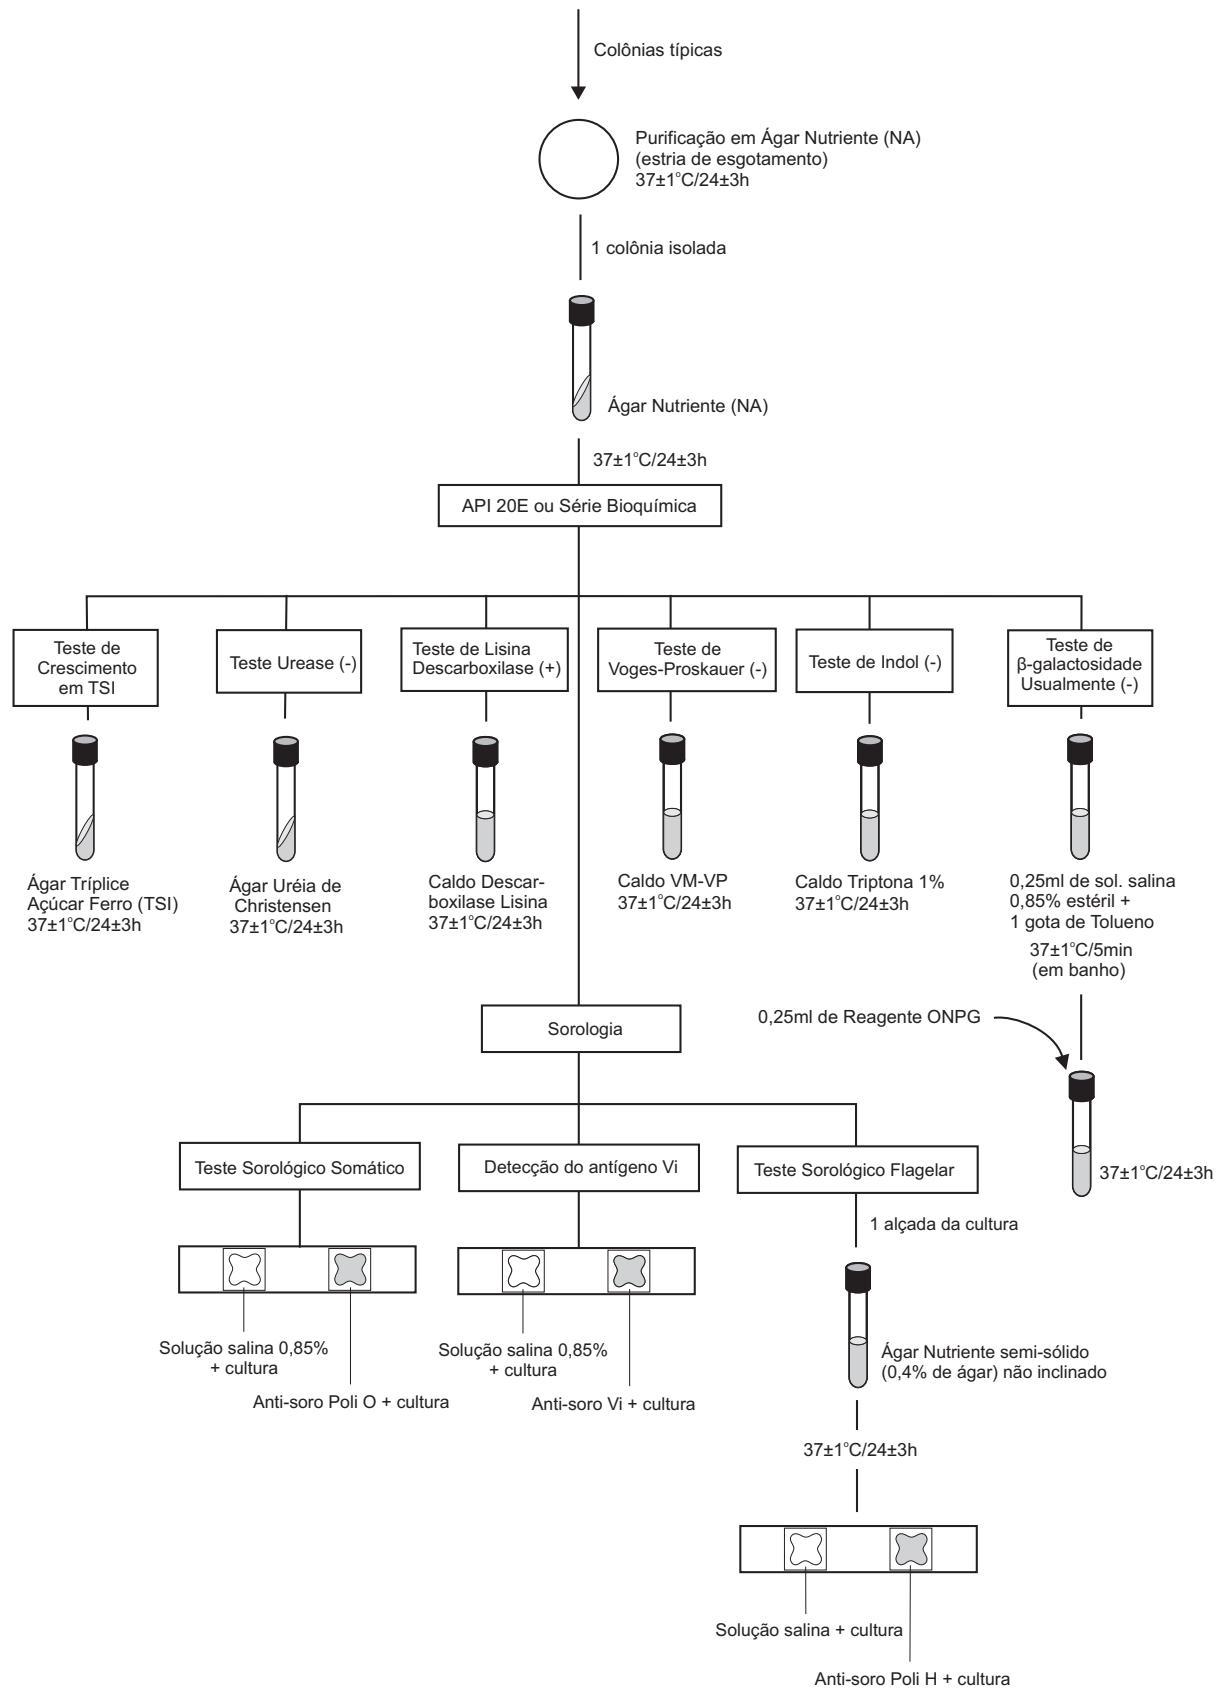 Colônias típicas
Purificação em Ágar Nutriente (NA)
(estria de esgotamento)
37±1°C/24±3h
1 colônia isolada
Ágar Nutriente (NA)
37±1°C/24±3h
API 20E ou Série Bioquímica
Teste de
Crescimento
em TSI
Teste Urease (-)
Teste de Lisina
Descarboxilase (+)
Teste de
Voges-Proskauer (-)
Teste de Indol (-)
Teste de
β-galactosidade
Usualmente (-)
Ágar Tríplice
Açúcar Ferro (TSI)
37±1°C/24±3h
Ágar Uréia de
Christensen
37±1°C/24±3h
Caldo Descar-
boxilase Lisina
37±1°C/24±3h
Caldo VM-VP
37±1°C/24±3h
Caldo Triptona 1%
37±1°C/24±3h
0,25ml de sol. salina
0,85% estéril +
1 gota de Tolueno
37±1°C/5min
(em banho)
0,25ml de Reagente ONPG
37±1°C/24±3h
Sorologia
Teste Sorológico Somático
Detecção do antígeno Vi
Teste Sorológico Flagelar
1 alçada da cultura
Solução salina 0,85%
+ cultura
Anti-soro Poli O + cultura
Solução salina 0,85%
+ cultura
Anti-soro Vi + cultura
Ágar Nutriente semi-sólido
(0,4% de ágar) não inclinado
37±1°C/24±3h
Solução salina + cultura
Anti-soro Poli H + cultura